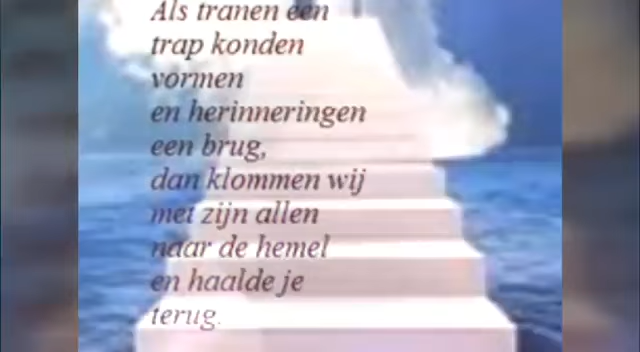 Als tranen een
trap konden
vormen
en herinneringen
een brug,
dan klommen wij
met zijn allen
naar de hemel
en haalde je
terug.